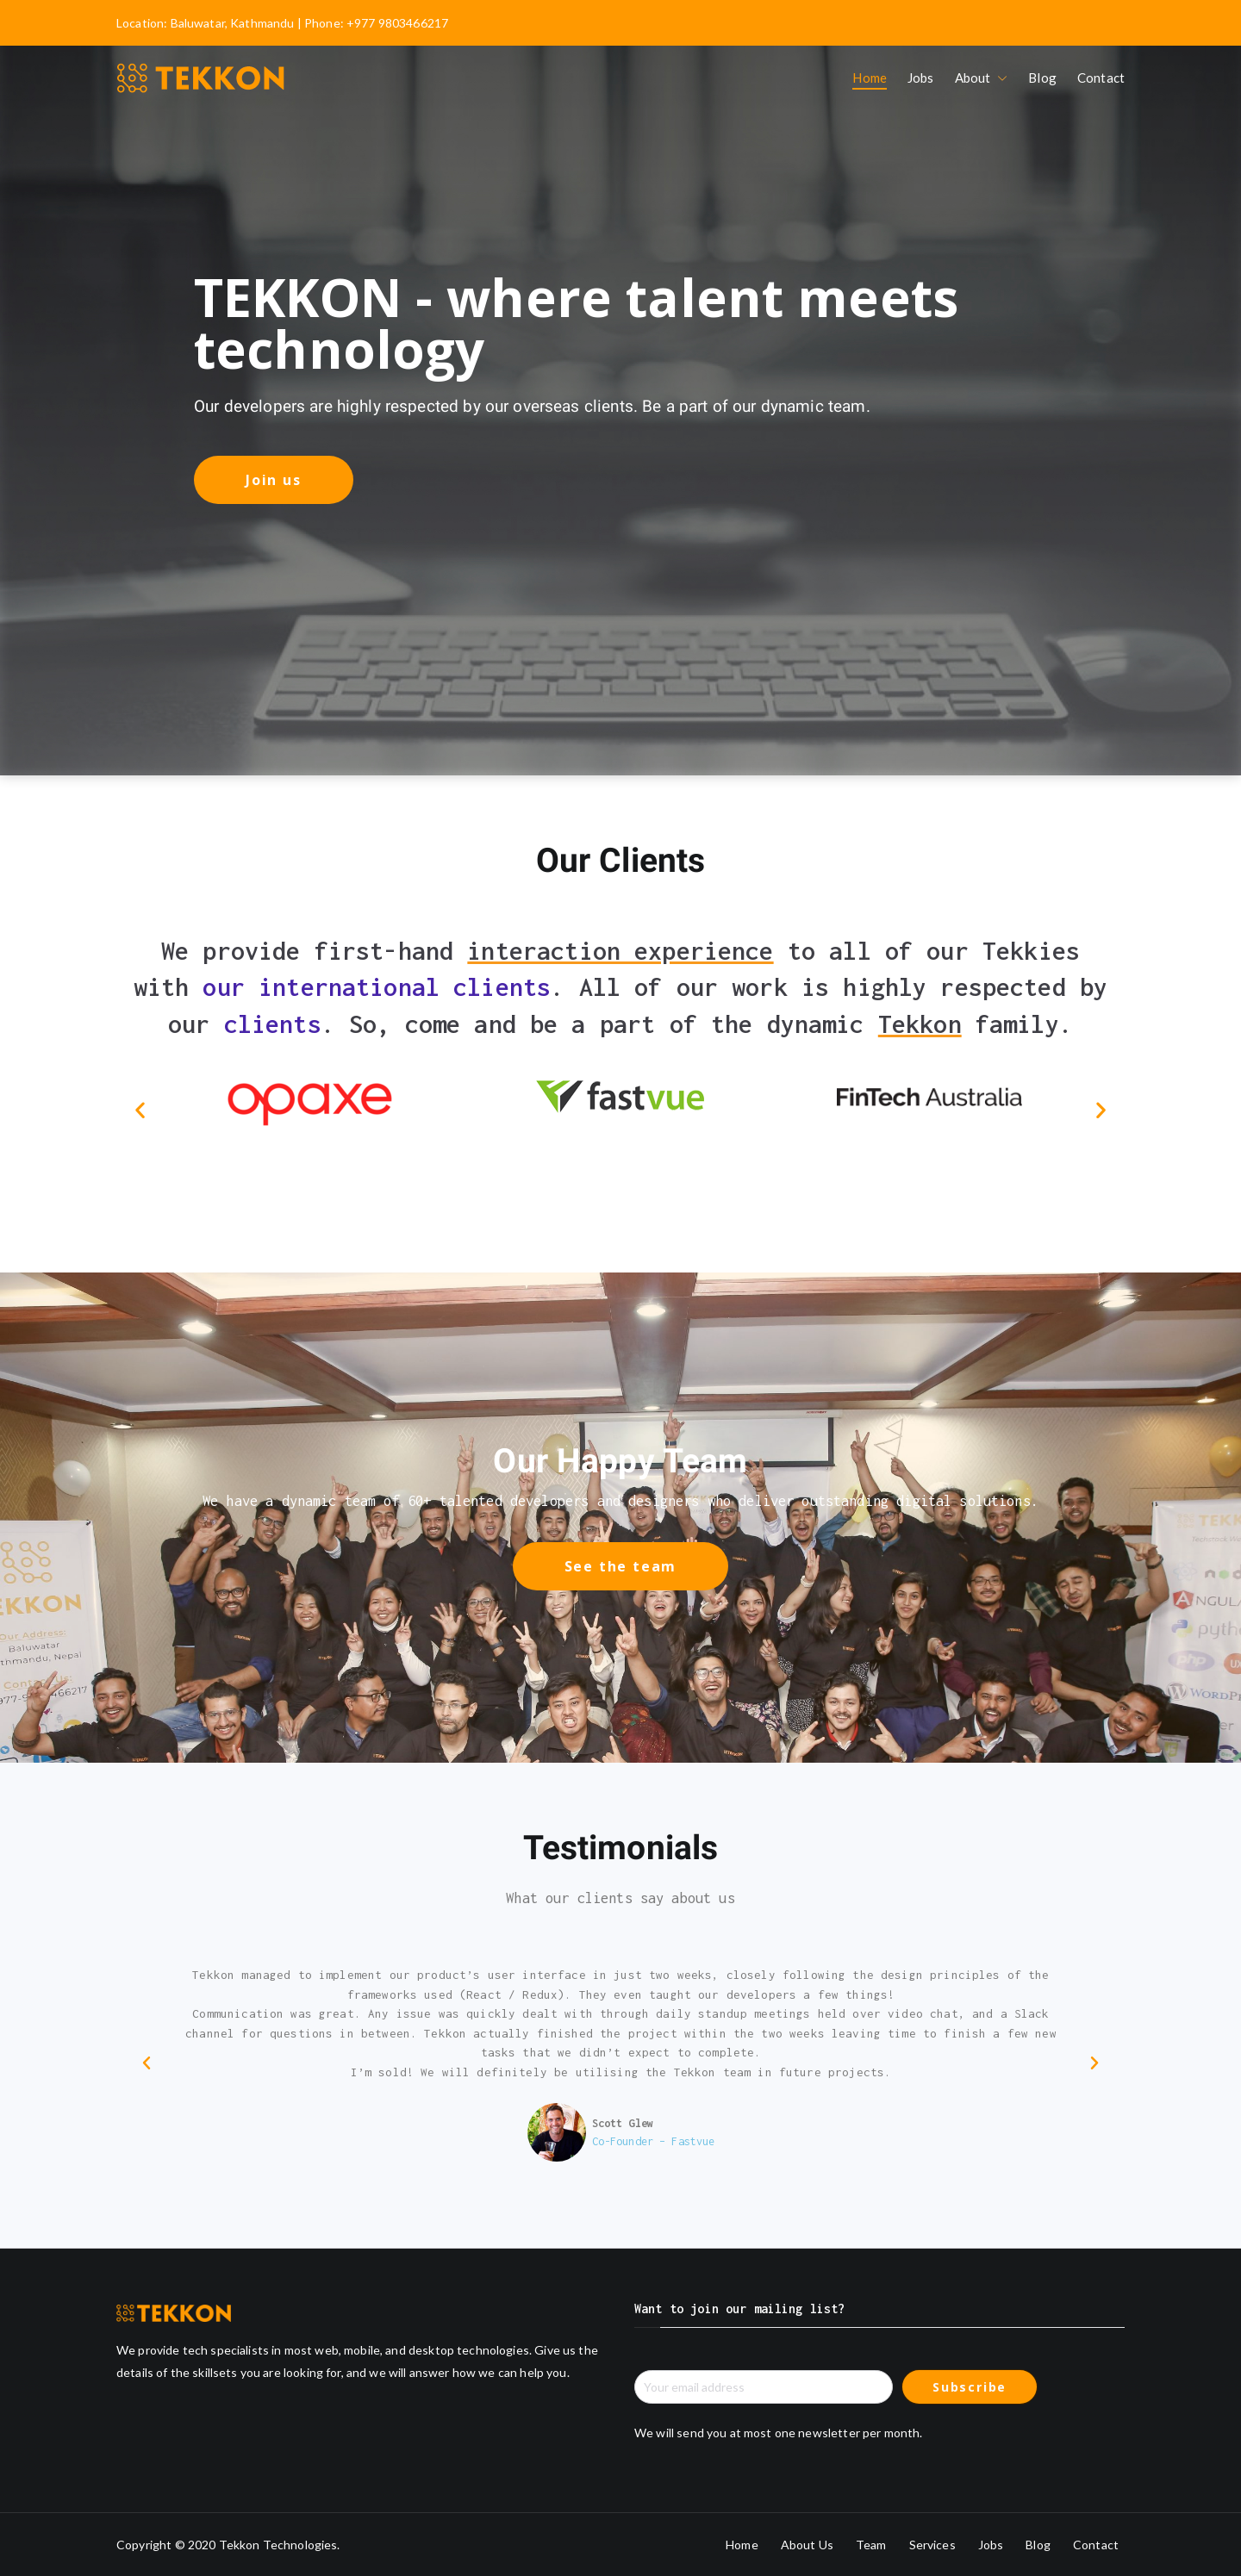 Location: Baluwatar, Kathmandu | Phone: +977 9803466217
TEKKON
Home Jobs About Blog Contact
TEKKON - where talent meets
technology
Our developers are highly respected by our overseas clients. Be a part of our dynamic team.
Join us
Our Clients
We provide first-hand interaction experience to all of our Tekkies
with our international clients. All of our work is highly respected by
our clients. So, come and be a part of the dynamic Tekkon family.
opaxe fastvue FinTech Australia
Our Happy Team
We have a dynamic team of 60+ talented developers and designers who deliver outstanding digital solutions.
See the team
TEKKON
Our Address:
Baluwatar
thmandu, Nepal
466217
TEKK
ANGULA
pytho
php
WORDPR
Testimonials
What our clients say about us
Tekkon managed to implement our product’s user interface in just two weeks, closely following the design principles of the
frameworks used (React / Redux). They even taught our developers a few things!
Communication was great. Any issue was quickly dealt with through daily standup meetings held over video chat, and a Slack
channel for questions in between. Tekkon actually finished the project within the two weeks leaving time to finish a few new
tasks that we didn’t expect to complete.
I’m sold! We will definitely be utilising the Tekkon team in future projects.
Scott Glew
Co-Founder – Fastvue
TEKKON
We provide tech specialists in most web, mobile, and desktop technologies. Give us the
details of the skillsets you are looking for, and we will answer how we can help you.
Want to join our mailing list?
Your email address
Subscribe
We will send you at most one newsletter per month.
Copyright © 2020 Tekkon Technologies.
Home About Us Team Services Jobs Blog Contact